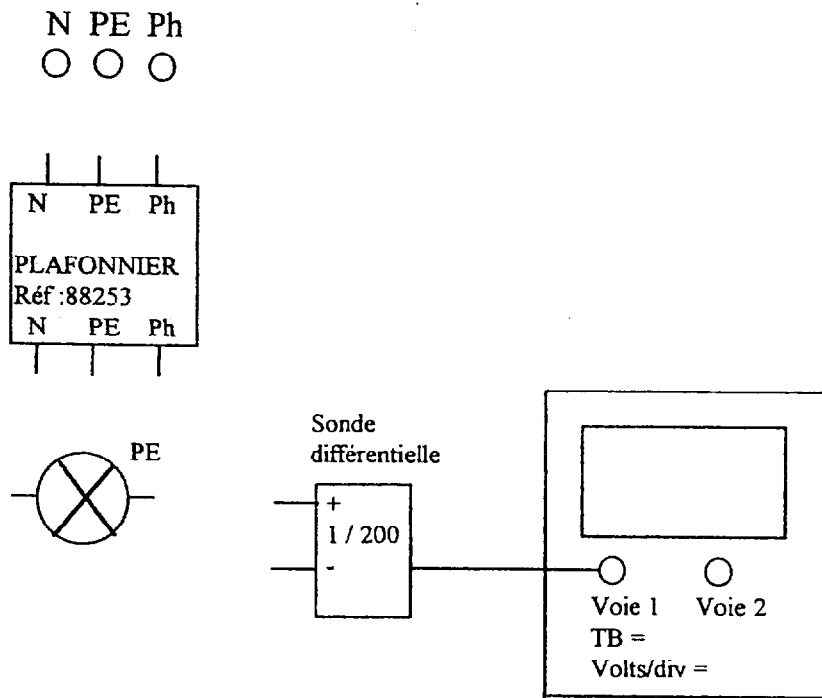 N PE Ph
N PE Ph
PLAFONNIER
Réf :88253
N PE Ph
PE
Sonde
différentielle
+
1 / 200
-
Voie 1 Voie 2
TB =
Volts/div =